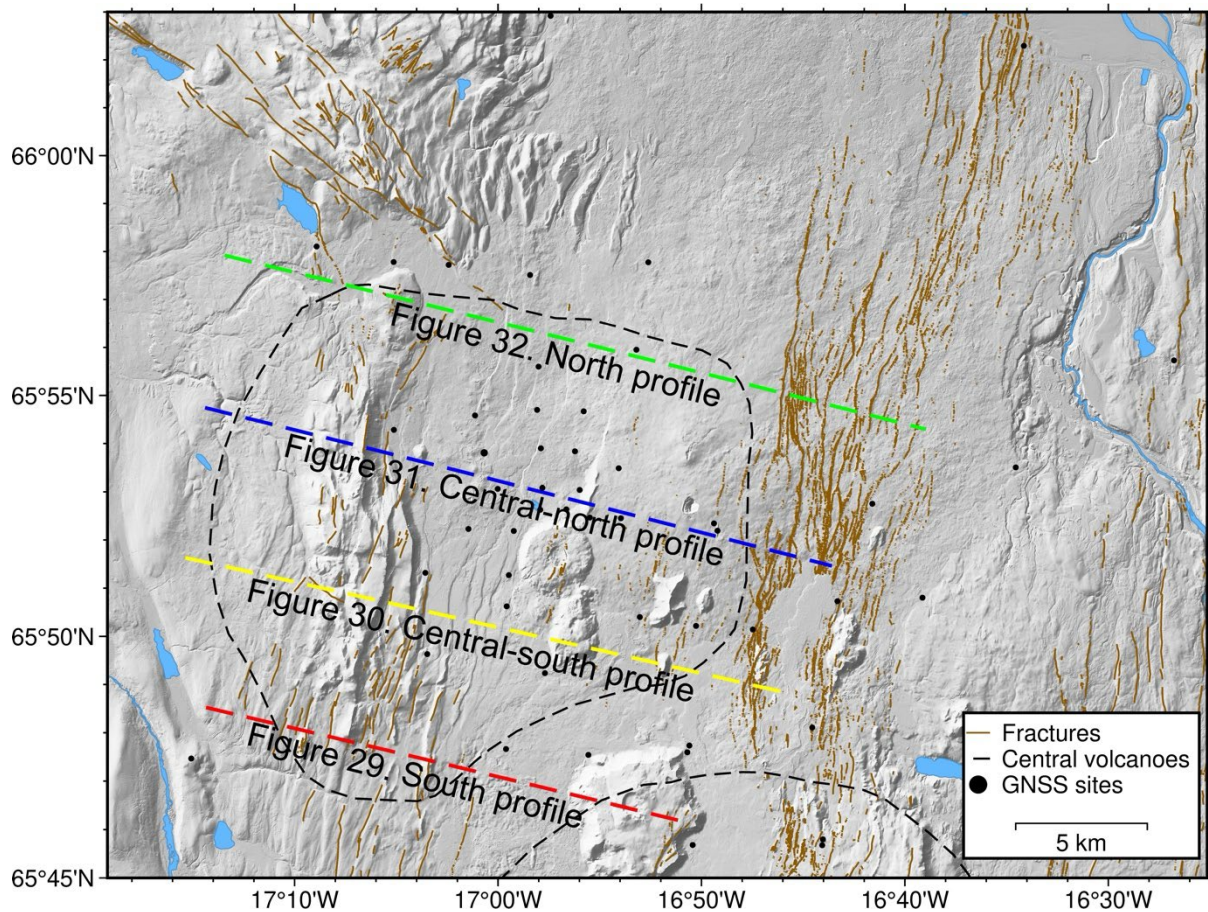 66°00'N
65°55'N
65°50'N
65°45'N
Figure 32. North profile
Figure 31. Central-north profile
Figure 30. Central-south profile
Figure 29. South profile
Fractures
Central volcanoes
GNSS sites
5 km
17°10'W
17°00'W
16°50'W
16°40'W
16°30'W